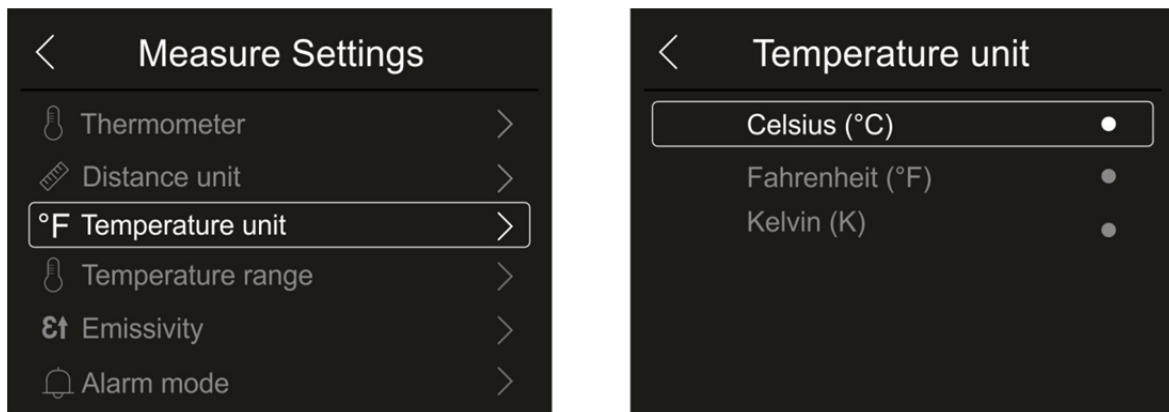 Measure Settings
Thermometer
Distance unit
°F Temperature unit
Temperature range
Ɛ↑ Emissivity
Alarm mode
Temperature unit
Celsius (°C)
Fahrenheit (°F)
Kelvin (K)